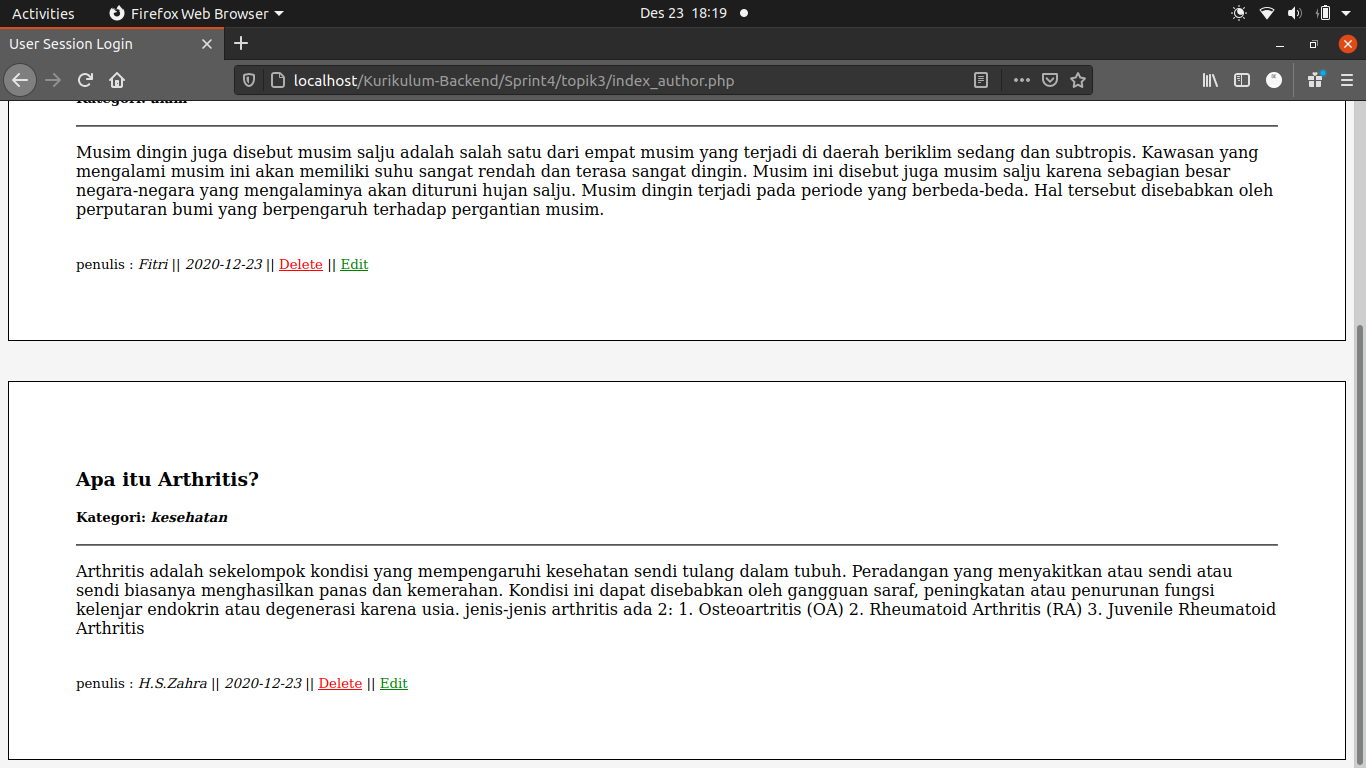 Activities
Firefox Web Browser
Des 23 18:19
User Session Login
localhost/Kurikulum-Backend/Sprint4/topik3/index_author.php
Kategori: alam
Musim dingin juga disebut musim salju adalah salah satu dari empat musim yang terjadi di daerah beriklim sedang dan subtropis. Kawasan yang
mengalami musim ini akan memiliki suhu sangat rendah dan terasa sangat dingin. Musim ini disebut juga musim salju karena sebagian besar
negara-negara yang mengalaminya akan dituruni hujan salju. Musim dingin terjadi pada periode yang berbeda-beda. Hal tersebut disebabkan oleh
perputaran bumi yang berpengaruh terhadap pergantian musim.
penulis : Fitri || 2020-12-23 || Delete || Edit
Apa itu Arthritis?
Kategori: kesehatan
Arthritis adalah sekelompok kondisi yang mempengaruhi kesehatan sendi tulang dalam tubuh. Peradangan yang menyakitkan atau sendi atau
sendi biasanya menghasilkan panas dan kemerahan. Kondisi ini dapat disebabkan oleh gangguan saraf, peningkatan atau penurunan fungsi
kelenjar endokrin atau degenerasi karena usia. jenis-jenis arthritis ada 2: 1. Osteoartritis (OA) 2. Rheumatoid Arthritis (RA) 3. Juvenile Rheumatoid
Arthritis
penulis : H.S.Zahra || 2020-12-23 || Delete || Edit